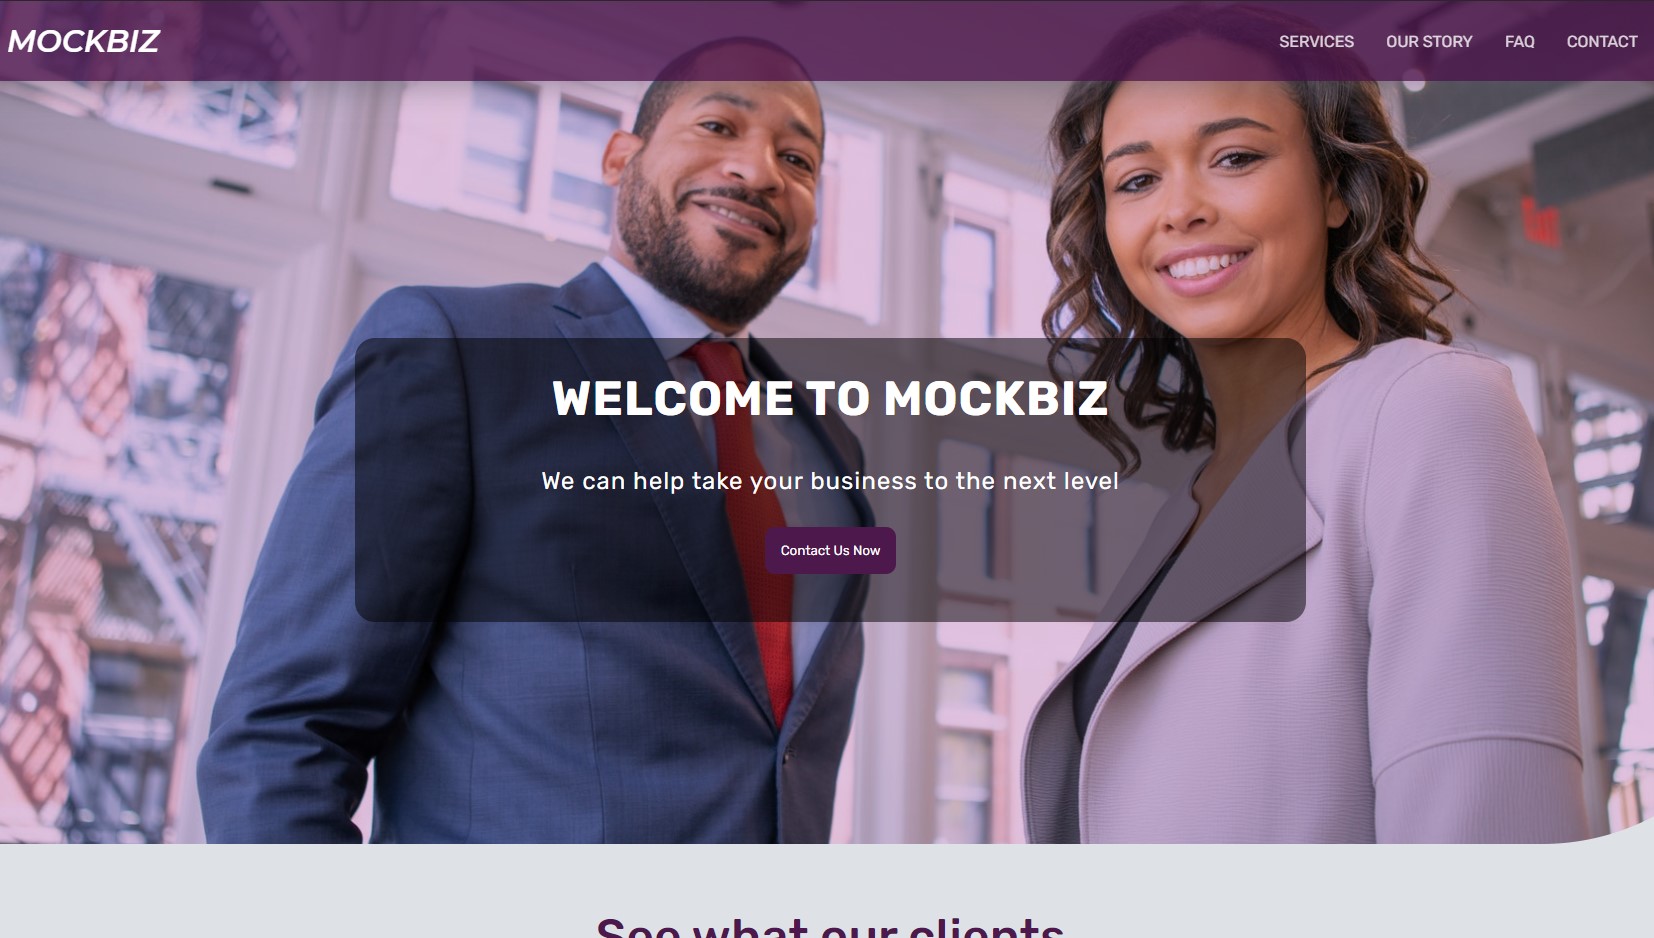 MOCKBIZ
SERVICES OUR STORY FAQ CONTACT
WELCOME TO MOCKBIZ
We can help take your business to the next level
Contact Us Now
See what our clients